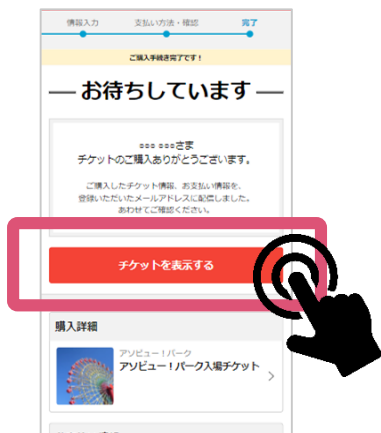 情報入力 支払い方法・確認 完了
ご購入手続き完了です！
お待ちしています
○○○ ○○○さま
チケットのご購入ありがとうございます。
ご購入したチケット情報、お支払い情報を、
登録いただいたメールアドレスに配信しました。
あわせてご確認ください。
チケットを表示する
購入詳細
アソビュー！パーク
アソビュー！パーク入場チケット